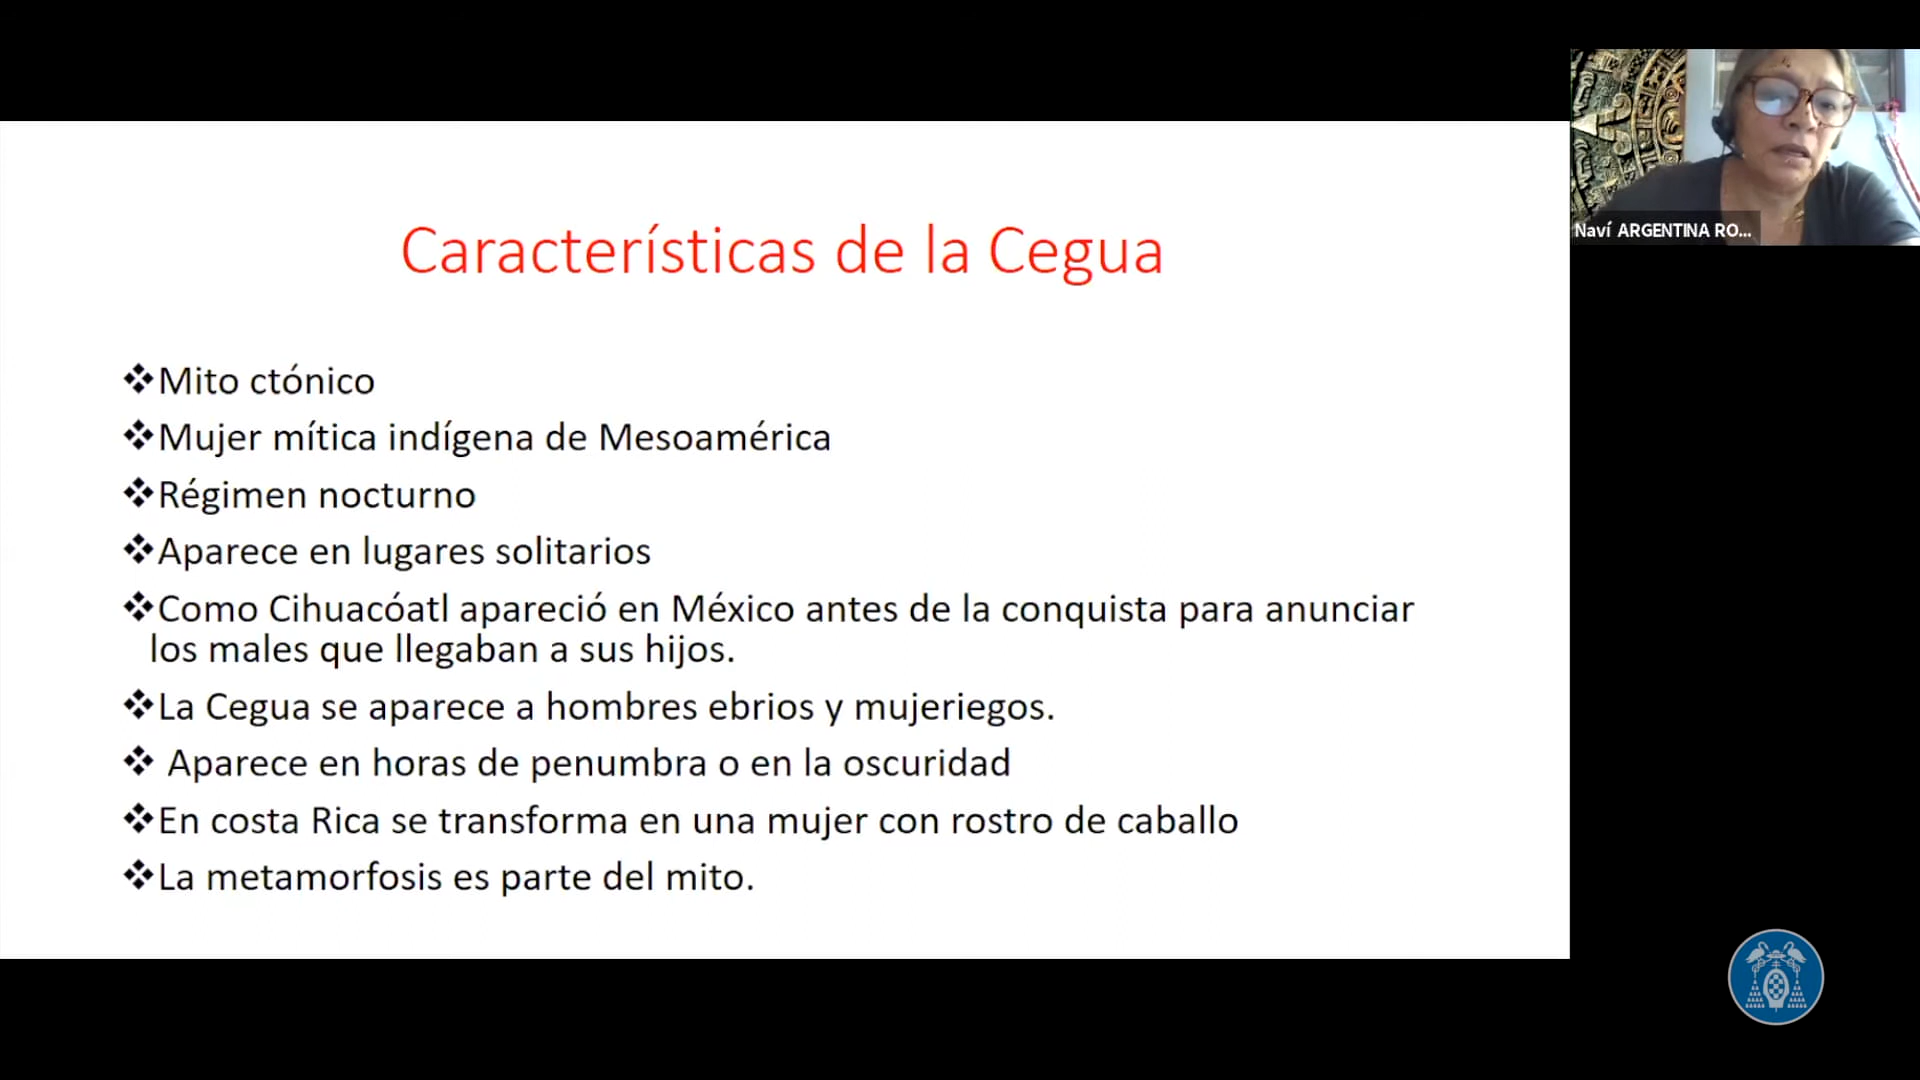 Características de la Cegua
❖Mito ctónico
❖Mujer mítica indígena de Mesoamérica
❖Régimen nocturno
❖Aparece en lugares solitarios
❖Como Cihuacóatl apareció en México antes de la conquista para anunciar
los males que llegaban a sus hijos.
❖La Cegua se aparece a hombres ebrios y mujeriegos.
❖ Aparece en horas de penumbra o en la oscuridad
❖En costa Rica se transforma en una mujer con rostro de caballo
❖La metamorfosis es parte del mito.
Naví ARGENTINA RO...